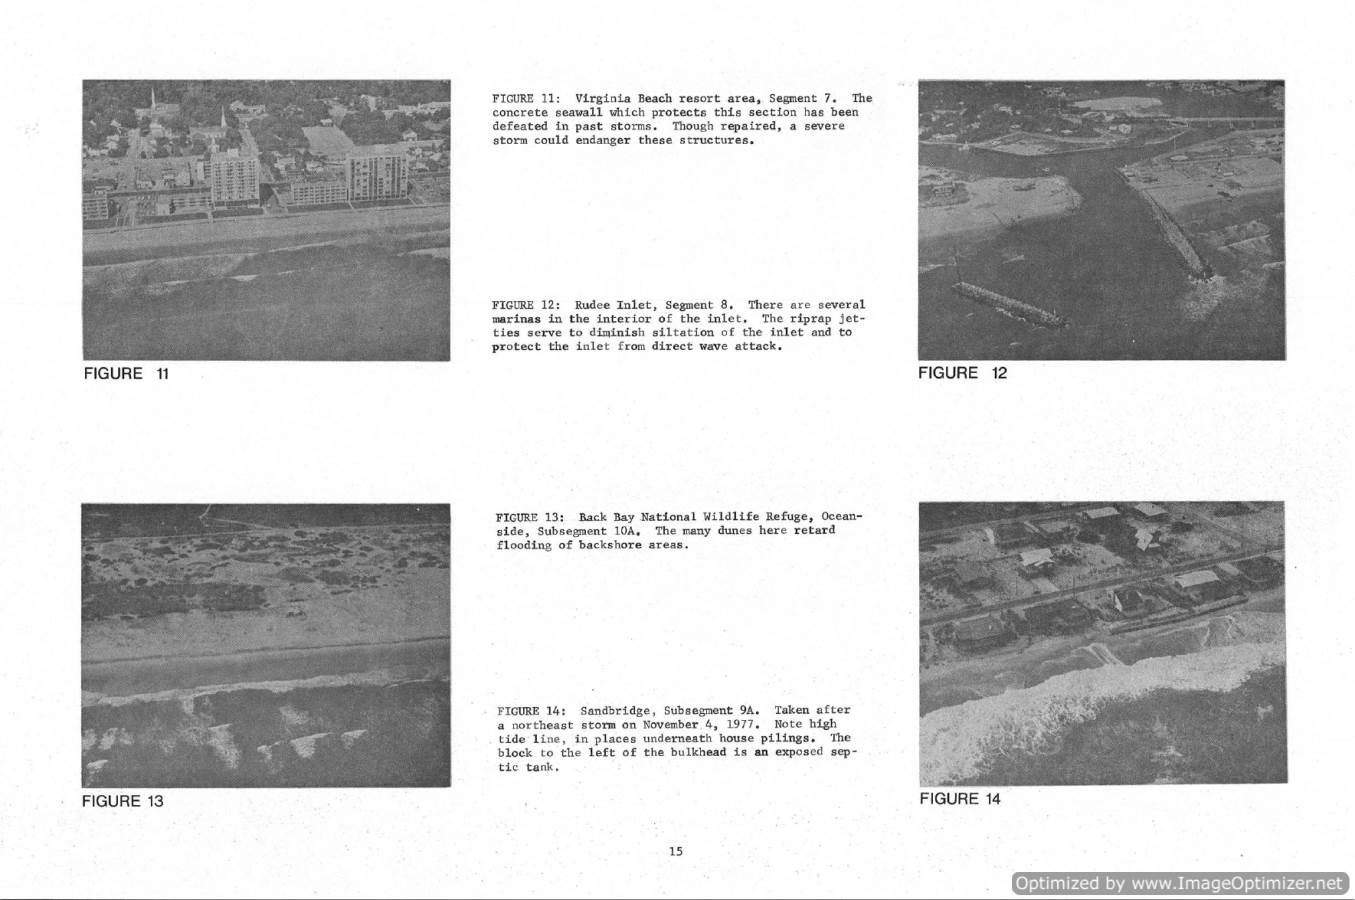 FIGURE 11: Virginia Beach resort area, Segment 7. The
concrete seawall which protects this section has been
defeated in past storms. Though repaired, a severe
storm could endanger these structures.
FIGURE 12: Rudee Inlet, Segment 8. There are several
marinas in the interior of the inlet. The riprap jet-
ties serve to diminish siltation of the inlet and to
protect the inlet from direct wave attack.
FIGURE 11
FIGURE 12
FIGURE 13: Back Bay National Wildlife Refuge, Ocean-
side, Subsegment 10A. The many dunes here retard
flooding of backshore areas.
FIGURE 14: Sandbridge, Subsegment 9A. Taken after
a northeast storm on November 4, 1977. Note high
tide line, in places underneath house pilings. The
block to the left of the bulkhead is an exposed sep-
tic tank.
FIGURE 13
FIGURE 14
15
Optimized by www.ImageOptimizer.net